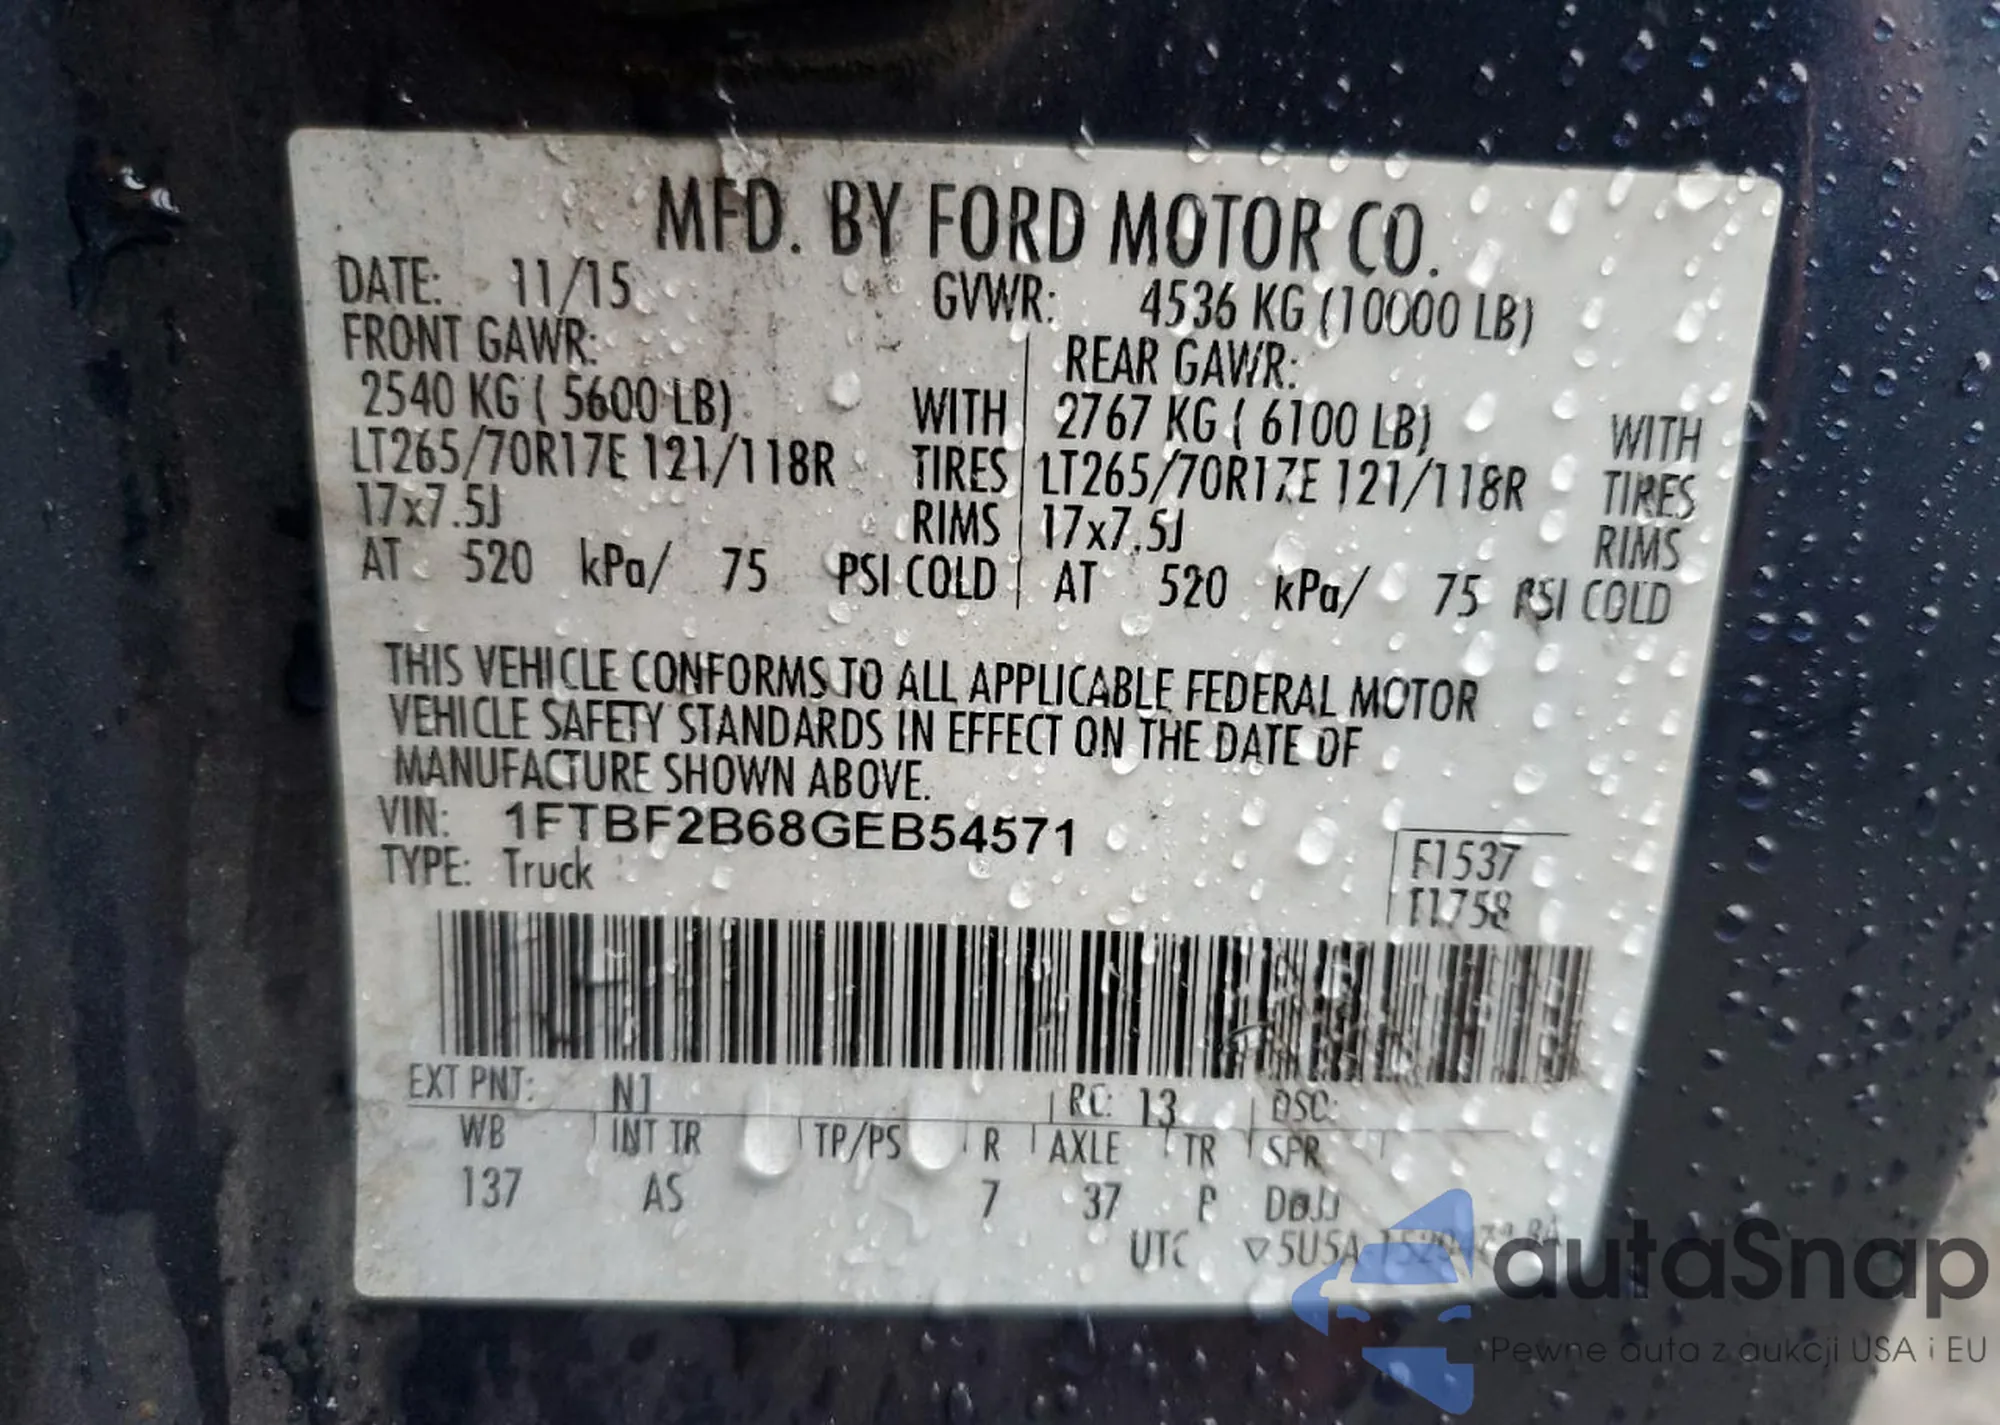 MFD. BY FORD MOTOR CO.
DATE: 11/15 GVWR: 4536 KG (10000 LB)
FRONT GAWR: REAR GAWR:
2540 KG ( 5600 LB) WITH 2767 KG ( 6100 LB) WITH
LT265/70R17E 121/118R TIRES LT265/70R17E 121/118R TIRES
17x7.5J RIMS 17x7.5J RIMS
AT 520 kPa/ 75 PSI COLD AT 520 kPa/ 75 PSI COLD
THIS VEHICLE CONFORMS TO ALL APPLICABLE FEDERAL MOTOR
VEHICLE SAFETY STANDARDS IN EFFECT ON THE DATE OF
MANUFACTURE SHOWN ABOVE.
VIN: 1FTBF2B68GEB54571
TYPE: Truck
F1537
T1758
EXT PNT: N1 RC: 13 DSO:
WB INT TR TP/PS R AXLE TR SPR
137 AS 7 37 P
UTC ▽5U5A
autoSnap
Pewne auta z aukcji USA i EU